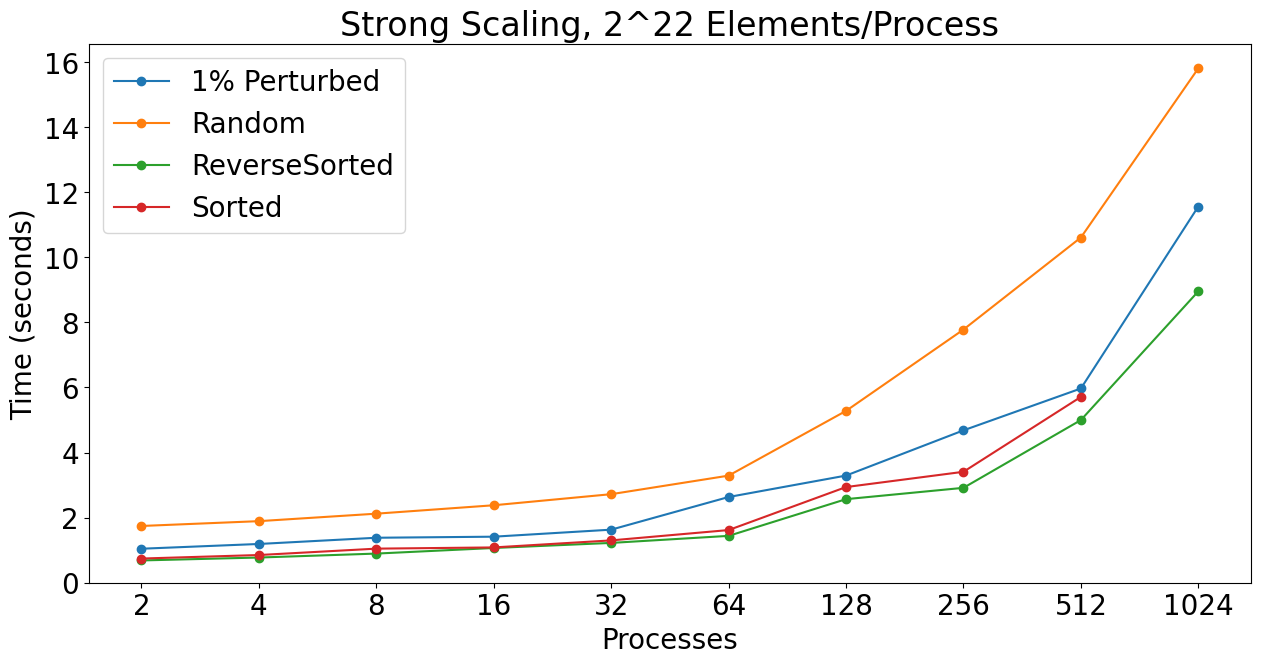 Strong Scaling, 2^22 Elements/Process
1% Perturbed
Random
ReverseSorted
Sorted
Time (seconds)
16
14
12
10
8
6
4
2
0
2 4 8 16 32 64 128 256 512 1024
Processes